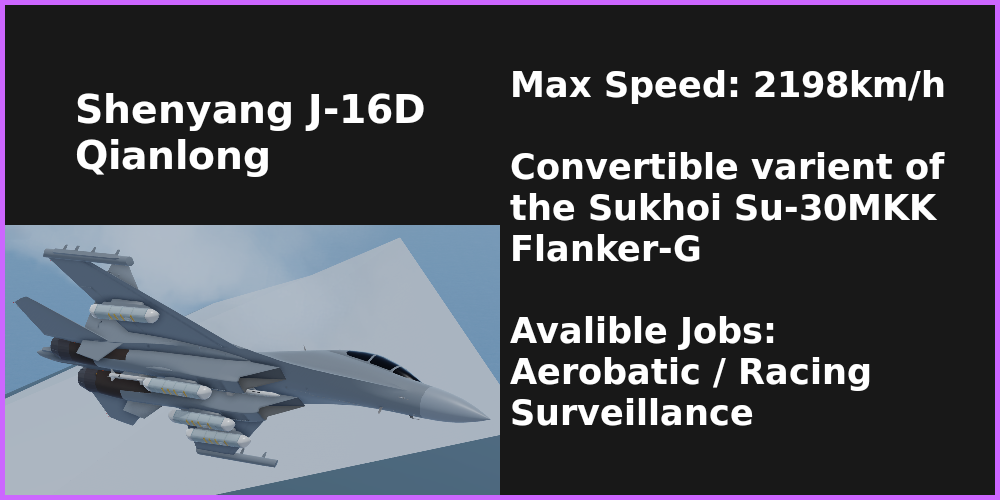 Shenyang J-16D
Qianlong
Max Speed: 2198km/h
Convertible varient of
the Sukhoi Su-30MKK
Flanker-G
Avalible Jobs:
Aerobatic / Racing
Surveillance